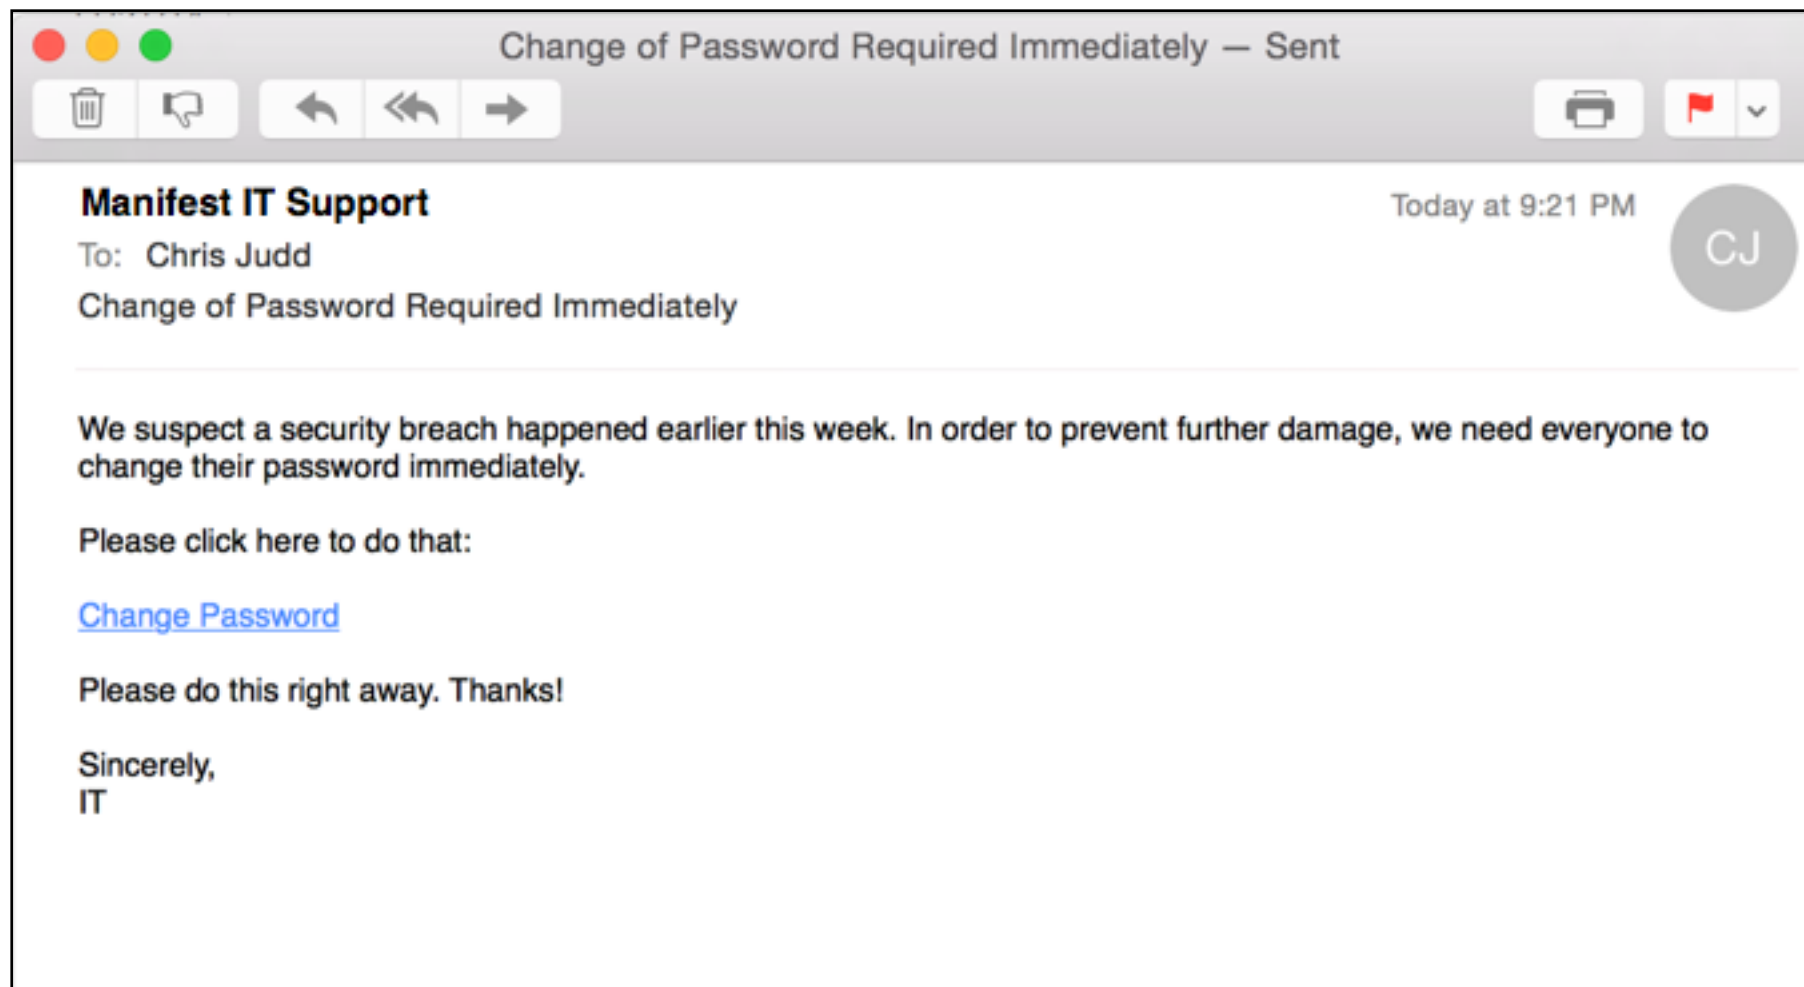 Change of Password Required Immediately — Sent
Manifest IT Support
Today at 9:21 PM
CJ
To: Chris Judd
Change of Password Required Immediately
We suspect a security breach happened earlier this week. In order to prevent further damage, we need everyone to
change their password immediately.
Please click here to do that:
Change Password
Please do this right away. Thanks!
Sincerely,
IT